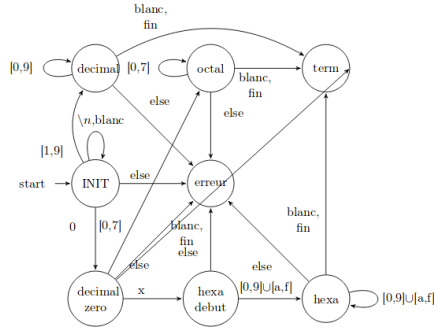 blanc,
fin
[0,9]
decimal
[0,7]
octal
term
blanc,
fin
else
else
\n,blanc
[1,9]
else
start
INIT
erreur
0
[0,7]
blanc,
fin
else
else
blanc,
fin
else
decimal
zero
x
hexa
debut
[0,9]∪[a,f]
hexa
[0,9]∪[a,f]